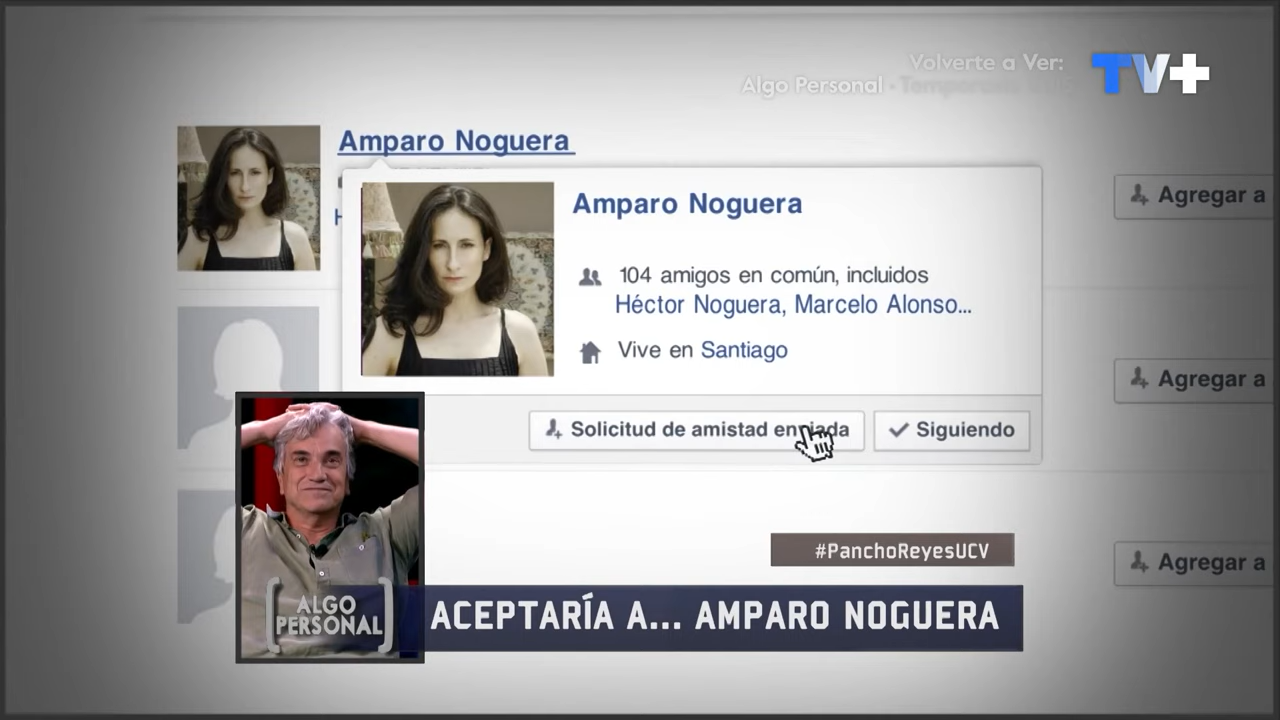 Volverte a Ver:
Algo Personal
TV+
Amparo Noguera
Amparo Noguera
104 amigos en común, incluidos
Héctor Noguera, Marcelo Alonso...
Vive en Santiago
Solicitud de amistad enviada
Siguiendo
Agregar a
Agregar a
Agregar a
#PanchoReyesUCV
[ALGO
PERSONAL]
ACEPTARÍA A... AMPARO NOGUERA